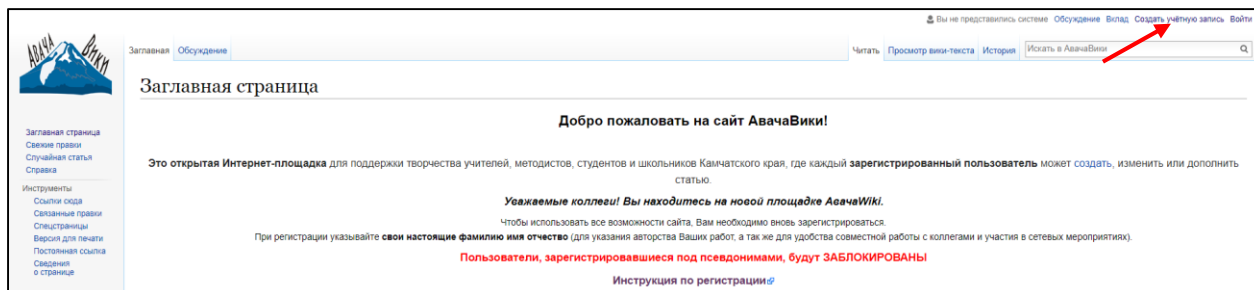 Вы не представились системе Обсуждение Вклад Создать учётную запись Войти
АВАЧА ВИКИ
Заглавная Обсуждение Читать Просмотр вики-текста История Искать в АвачаВики
Заглавная страница
Добро пожаловать на сайт АвачаВики!
Заглавная страница
Свежие правки
Случайная статья
Справка
Инструменты
Ссылки сюда
Связанные правки
Спецстраницы
Версия для печати
Постоянная ссылка
Сведения
о странице
Это открытая Интернет-площадка для поддержки творчества учителей, методистов, студентов и школьников Камчатского края, где каждый зарегистрированный пользователь может создать, изменить или дополнить
статью.
Уважаемые коллеги! Вы находитесь на новой площадке АвачаWiki.
Чтобы использовать все возможности сайта, Вам необходимо вновь зарегистрироваться.
При регистрации указывайте свои настоящие фамилию имя отчество (для указания авторства Ваших работ, а так же для удобства совместной работы с коллегами и участия в сетевых мероприятиях).
Пользователи, зарегистрировавшиеся под псевдонимами, будут ЗАБЛОКИРОВАНЫ
Инструкция по регистрации